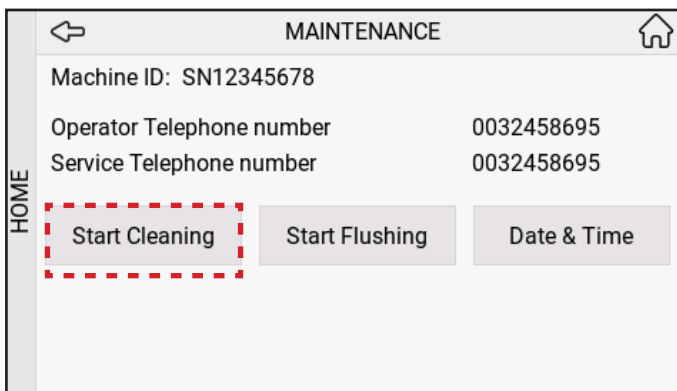 MAINTENANCE
Machine ID: SN12345678
Operator Telephone number 0032458695
Service Telephone number 0032458695
HOME
Start Cleaning Start Flushing Date & Time